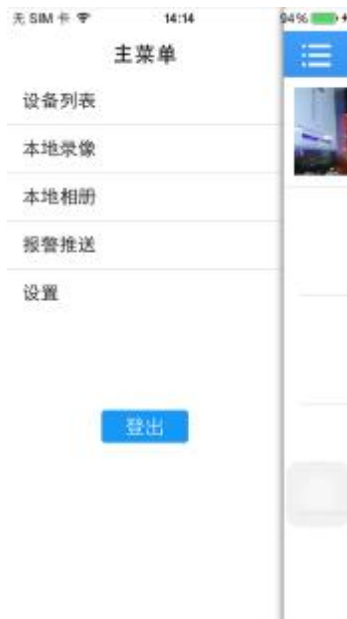 无 SIM 卡 14:14 94%
主菜单
设备列表
本地录像
本地相册
报警推送
设置
登出